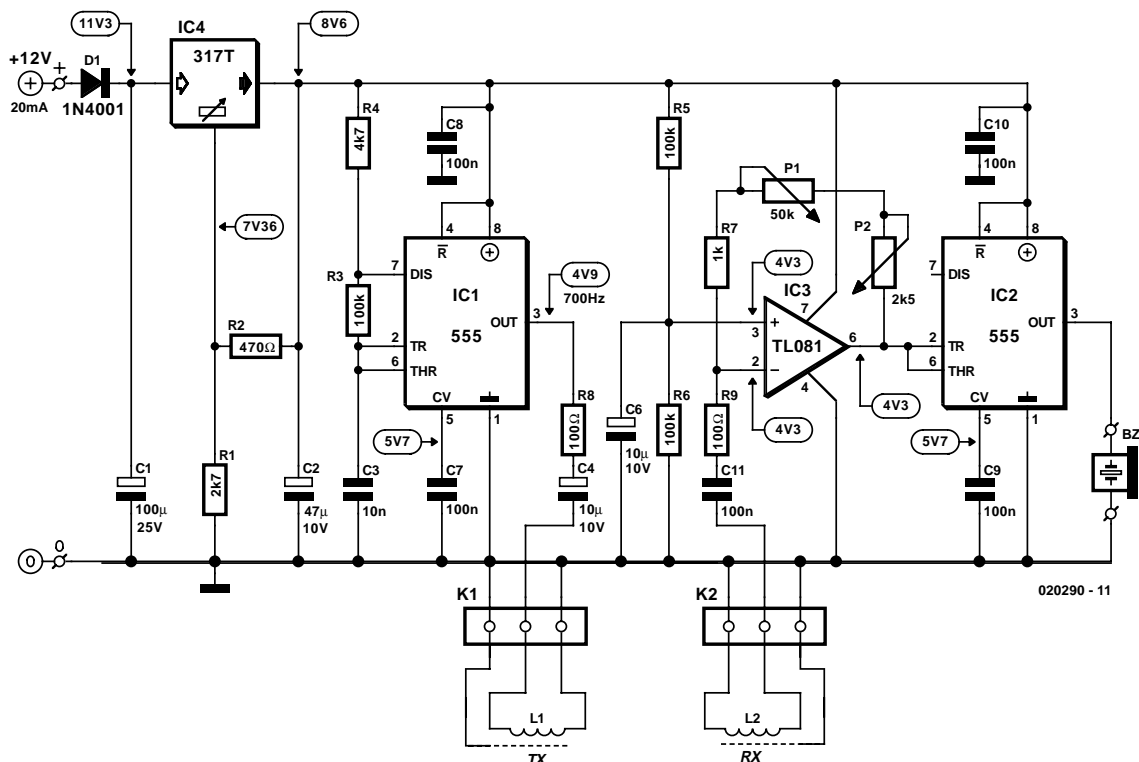 11V3
IC4
8V6
+12V
+
D1
317T
20mA
1N4001
R4
4k7
C8
100n
R5
100k
C10
100n
P1
50k
7V36
4
8
R
R7
1k
P2
2k5
4
8
R
R3
100k
7
DIS
IC1
555
4V9
700Hz
OUT
3
4V3
IC3
7
TL081
3
+
2
−
6
4
7
DIS
IC2
555
OUT
3
R2
470Ω
2
TR
6
THR
CV
5
1
2
TR
6
THR
CV
5
1
R8
100Ω
C6
10µ
10V
R6
100k
R9
100Ω
4V3
4V3
5V7
5V7
BZ
R1
2k7
C1
100µ
25V
C2
47µ
10V
C3
10n
C7
100n
C4
10µ
10V
C11
100n
C9
100n
0
0
020290 - 11
K1
K2
L1
L2
TX
RX